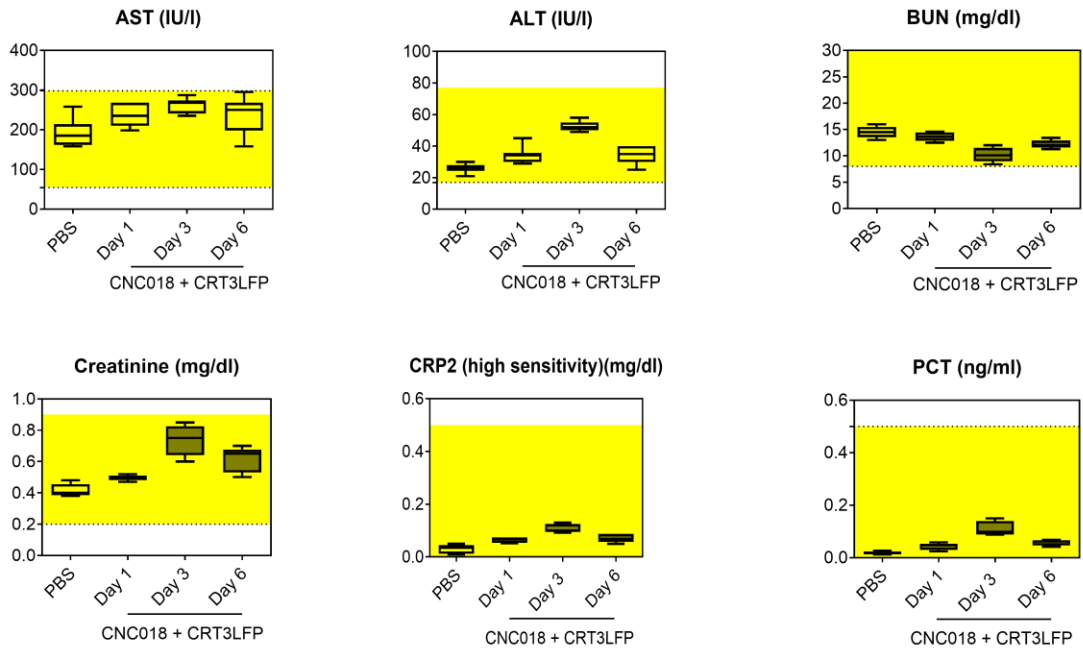 AST (IU/l)
400
300
200
100
0
PBS
Day 1
Day 3
Day 6
CNC018 + CRT3LFP
ALT (IU/l)
100
80
60
40
20
0
PBS
Day 1
Day 3
Day 6
CNC018 + CRT3LFP
BUN (mg/dl)
30
25
20
15
10
5
0
PBS
Day 1
Day 3
Day 6
CNC018 + CRT3LFP
Creatinine (mg/dl)
1.0
0.8
0.6
0.4
0.2
0.0
PBS
Day 1
Day 3
Day 6
CNC018 + CRT3LFP
CRP2 (high sensitivity)(mg/dl)
0.6
0.4
0.2
0.0
PBS
Day 1
Day 3
Day 6
CNC018 + CRT3LFP
PCT (ng/ml)
0.6
0.4
0.2
0.0
PBS
Day 1
Day 3
Day 6
CNC018 + CRT3LFP